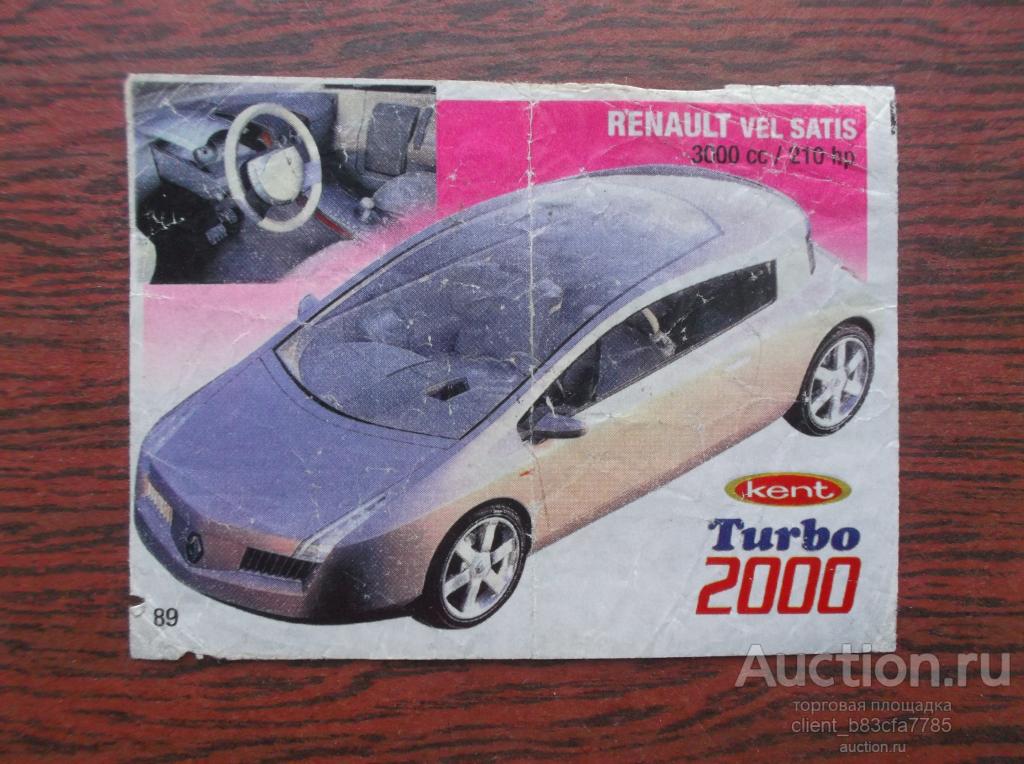 RENAULT VEL SATIS
3000 cc / 210 hp
kent
Turbo
2000
89
Auction.ru
торговая площадка
client_b83cfa7785
auction.ru